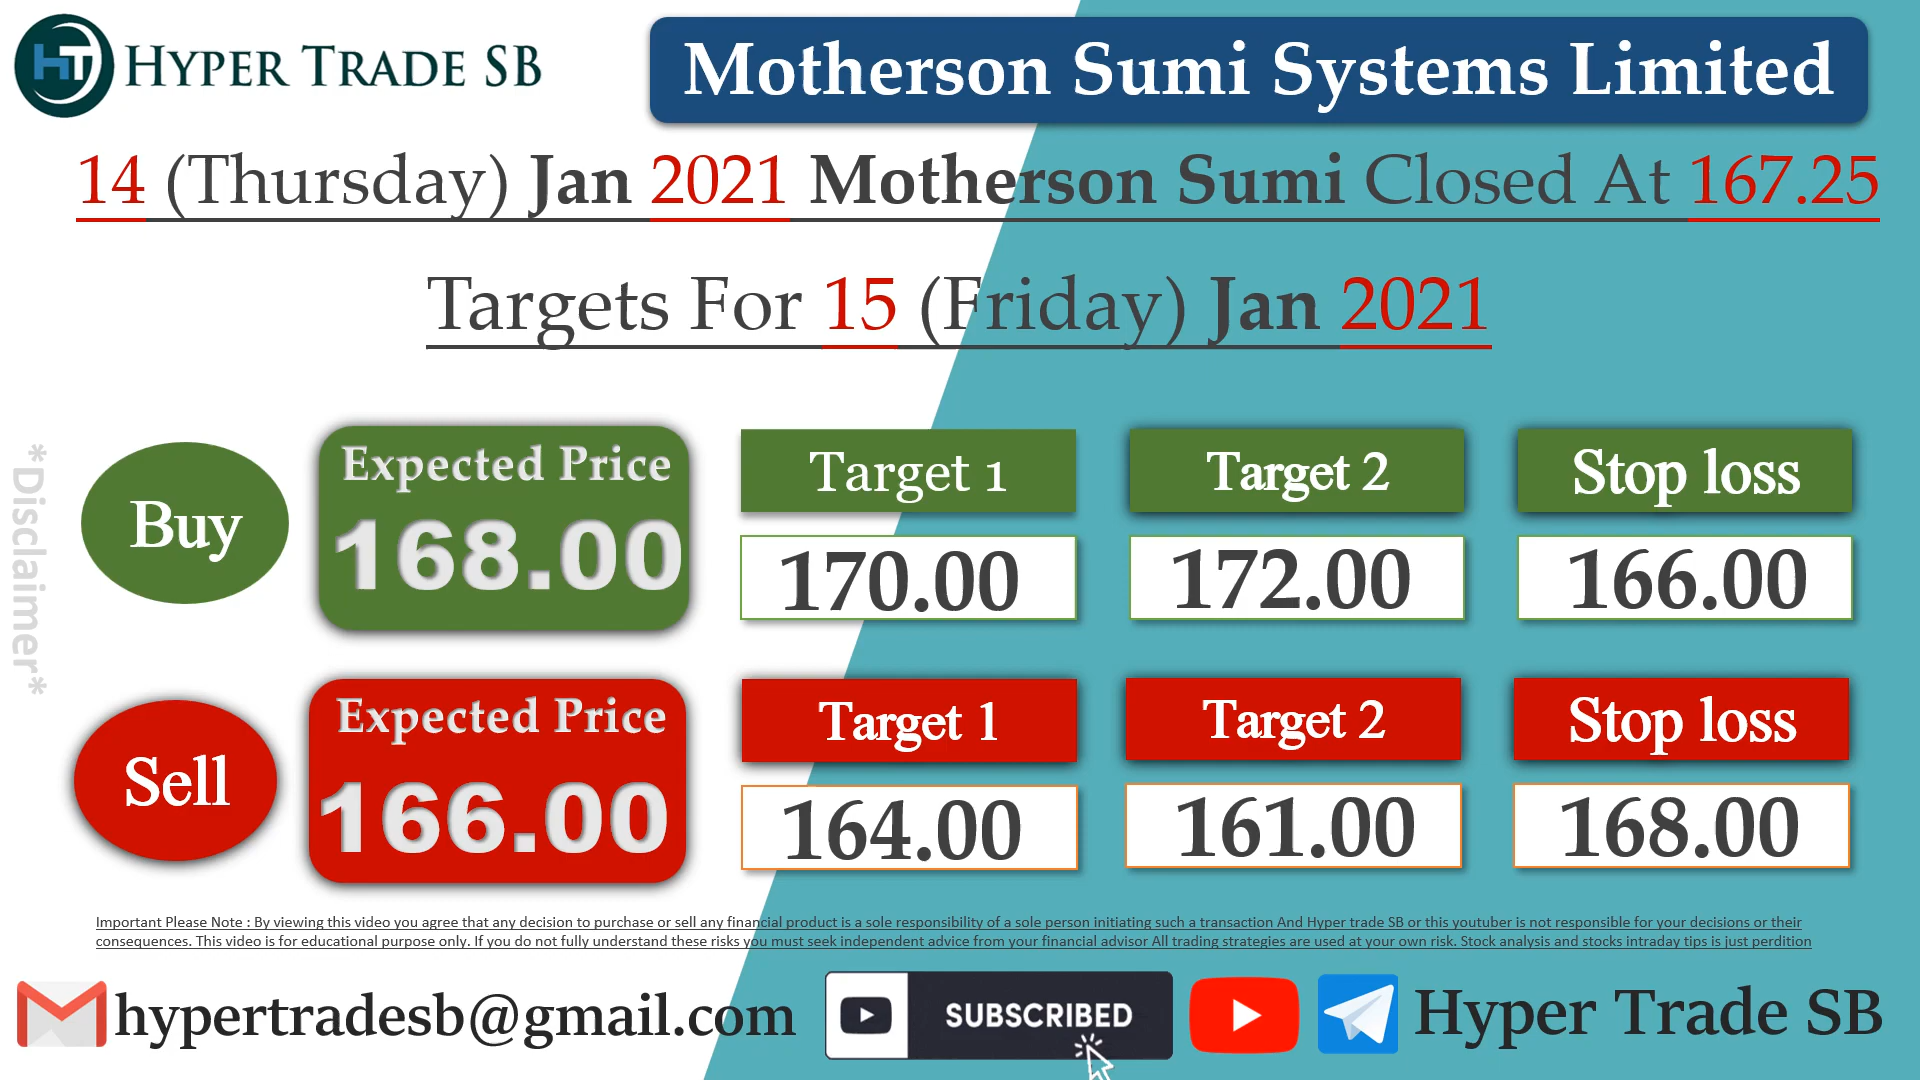 HT HYPER TRADE SB
Motherson Sumi Systems Limited
14 (Thursday) Jan 2021 Motherson Sumi Closed At 167.25
Targets For 15 (Friday) Jan 2021
*Disclaimer*
Buy
Expected Price
168.00
Target 1
170.00
Target 2
172.00
Stop loss
166.00
Sell
Expected Price
166.00
Target 1
164.00
Target 2
161.00
Stop loss
168.00
Important Please Note : By viewing this video you agree that any decision to purchase or sell any financial product is a sole responsibility of a sole person initiating such a transaction And Hyper trade SB or this youtuber is not responsible for your decisions or their
consequences. This video is for educational purpose only. If you do not fully understand these risks you must seek independent advice from your financial advisor All trading strategies are used at your own risk. Stock analysis and stocks intraday tips is just perdition
hypertradesb@gmail.com
SUBSCRIBED
Hyper Trade SB